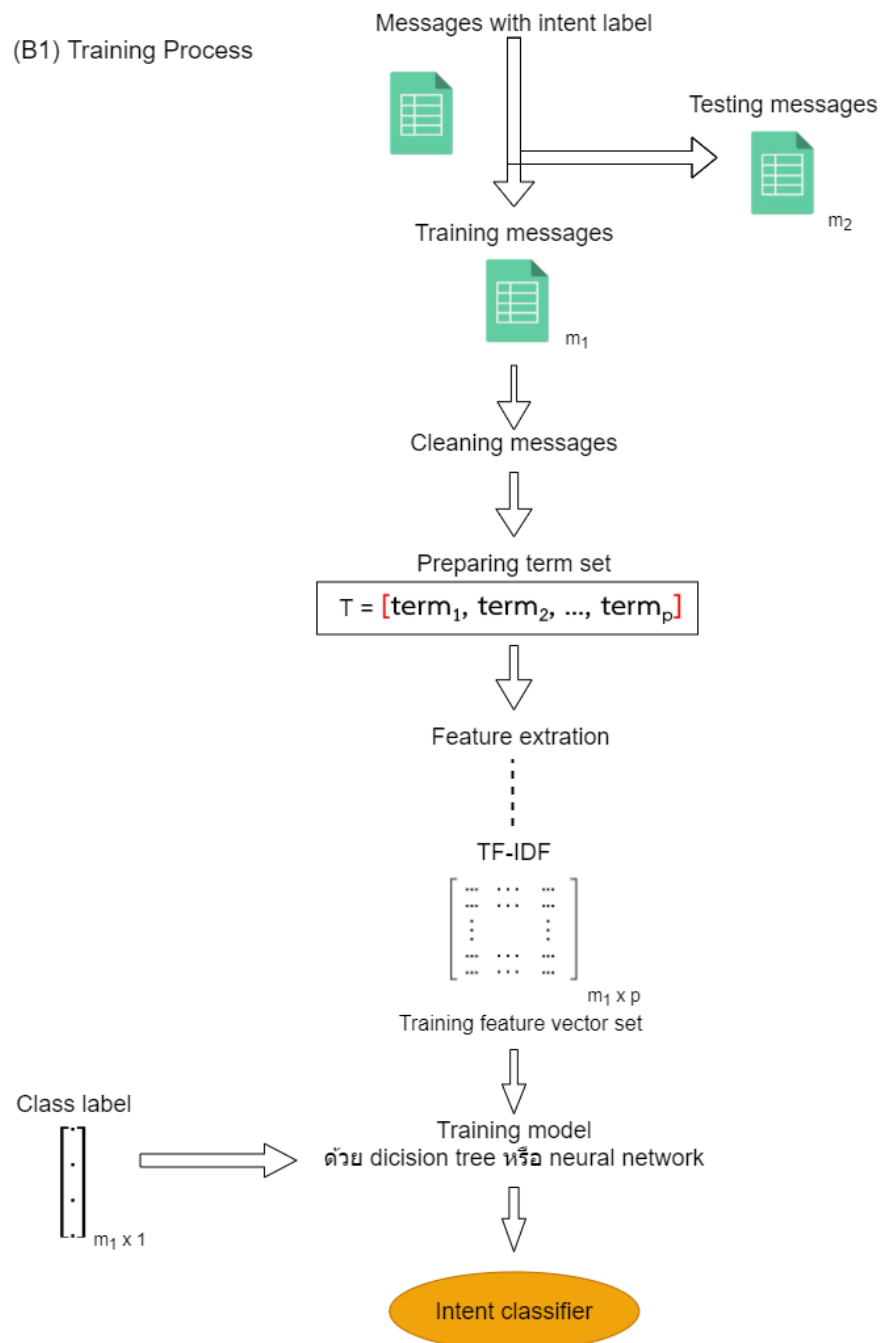 Messages with intent label
(B1) Training Process
Testing messages
m₂
Training messages
m₁
Cleaning messages
Preparing term set
T = [term₁, term₂, ..., termₚ]
Feature extration
TF-IDF
m₁ x p
Training feature vector set
Class label
m₁ x 1
Training model
ด้วย dicision tree หรือ neural network
Intent classifier